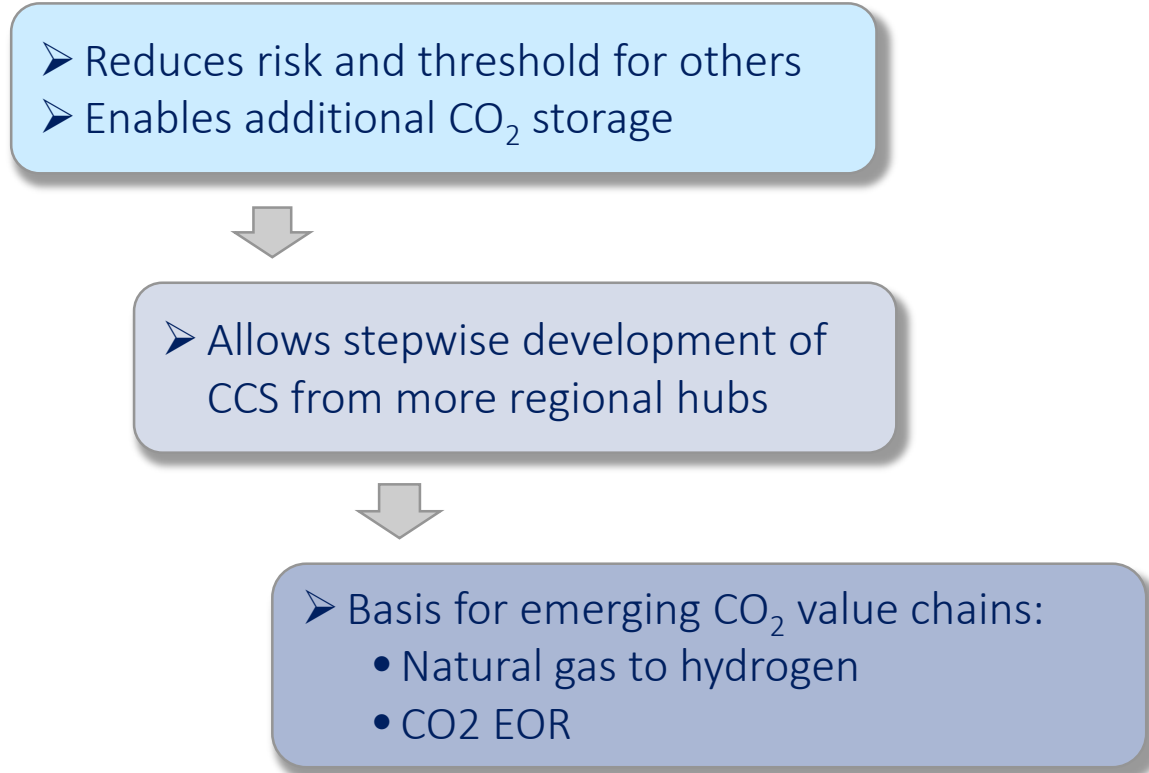 ➢ Reduces risk and threshold for others
➢ Enables additional CO₂ storage
➢ Allows stepwise development of
CCS from more regional hubs
➢ Basis for emerging CO₂ value chains:
• Natural gas to hydrogen
• CO2 EOR